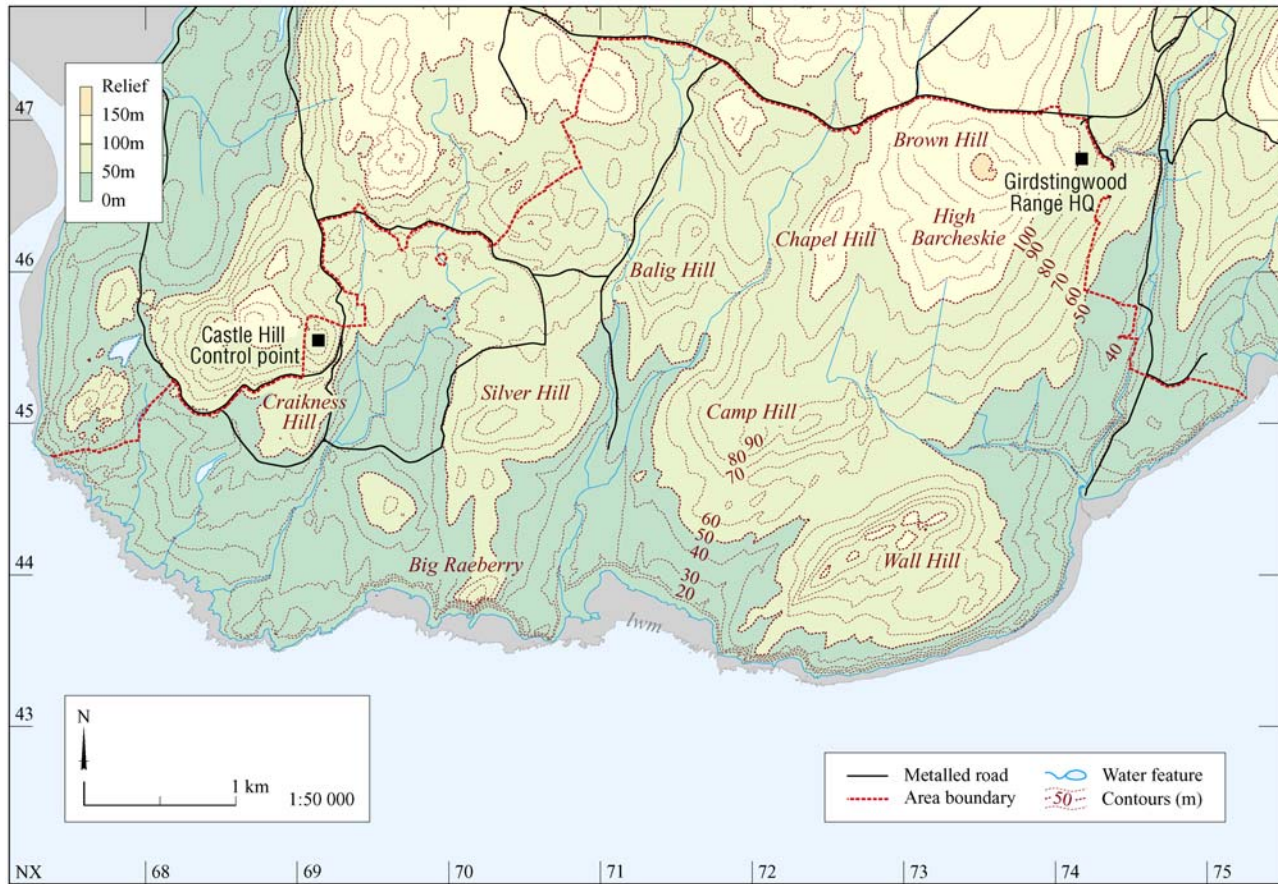 Relief
150m
100m
50m
0m
47
46
45
44
43
Brown Hill
Girdstingwood
Range HQ
High
Barcheskie
Chapel Hill
Balig Hill
100
90
80
70
60
50
40
Castle Hill
Control point
Craikness
Hill
Silver Hill
Camp Hill
90
80
70
60
50
40
30
20
Big Raeberry
Wall Hill
lwm
N
1 km
1:50 000
Metalled road
Water feature
Area boundary
50
Contours (m)
NX
68
69
70
71
72
73
74
75